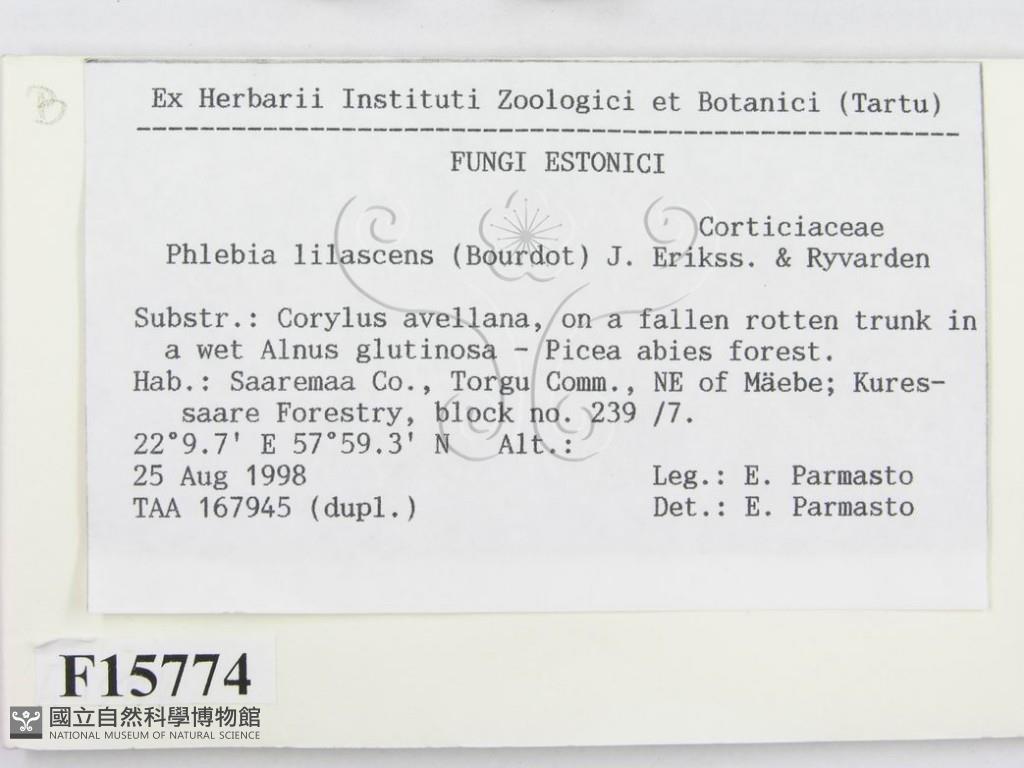 Ex Herbarii Instituti Zoologici et Botanici (Tartu)
FUNGI ESTONICI
Corticiaceae
Phlebia lilascens (Bourdot) J. Erikss. & Ryvarden
Substr.: Corylus avellana, on a fallen rotten trunk in
a wet Alnus glutinosa - Picea abies forest.
Hab.: Saaremaa Co., Torgu Comm., NE of Mäebe; Kures-
saare Forestry, block no. 239 /7.
22°9.7' E 57°59.3' N Alt.:
25 Aug 1998 Leg.: E. Parmasto
TAA 167945 (dupl.) Det.: E. Parmasto
F15774
國立自然科學博物館
NATIONAL MUSEUM OF NATURAL SCIENCE